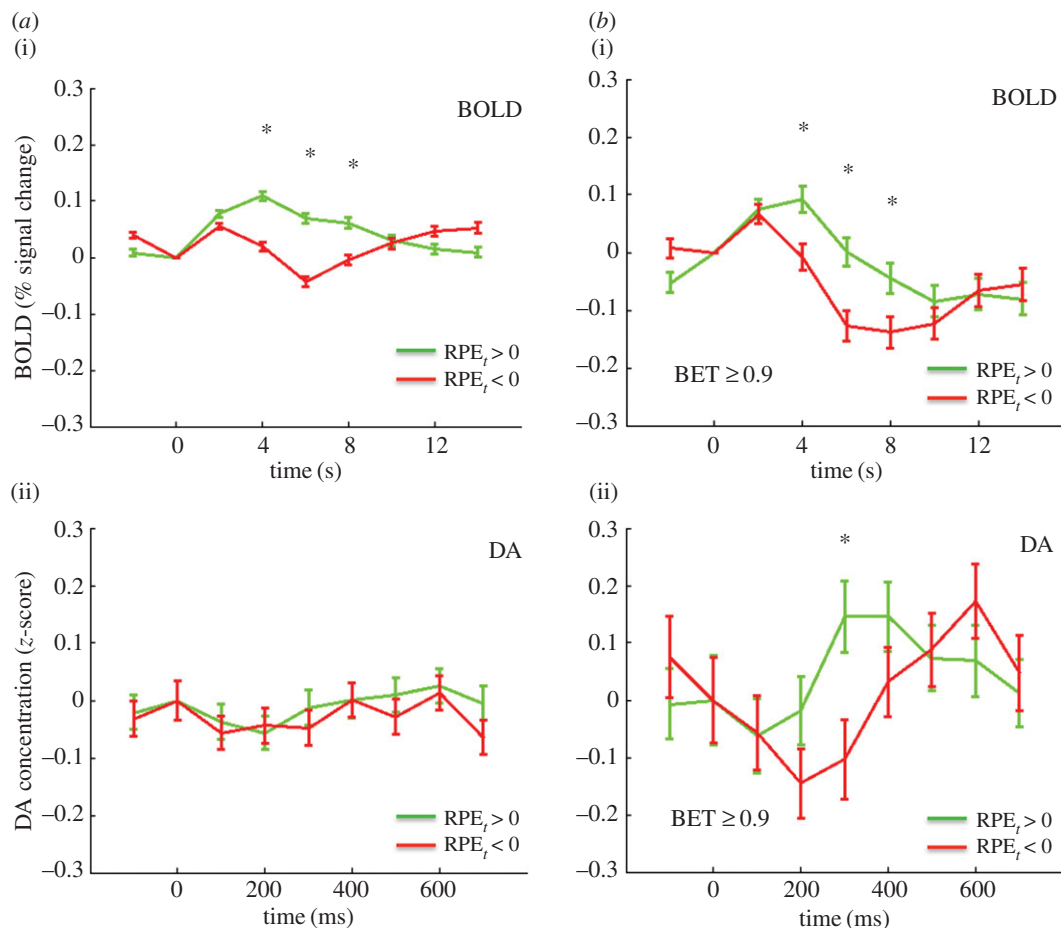 (a)
(i)
BOLD (% signal change)
0.3
0.2
0.1
0
–0.1
–0.2
–0.3
BOLD
*
*
*
RPEt > 0
RPEt < 0
0
4
8
12
time (s)
(b)
(i)
0.3
0.2
0.1
0
–0.1
–0.2
–0.3
BOLD
*
*
*
BET ≥ 0.9
RPEt > 0
RPEt < 0
0
4
8
12
time (s)
(ii)
DA concentration (z-score)
0.3
0.2
0.1
0
–0.1
–0.2
–0.3
DA
RPEt > 0
RPEt < 0
0
200
400
600
time (ms)
(ii)
0.3
0.2
0.1
0
–0.1
–0.2
–0.3
DA
*
BET ≥ 0.9
RPEt > 0
RPEt < 0
0
200
400
600
time (ms)